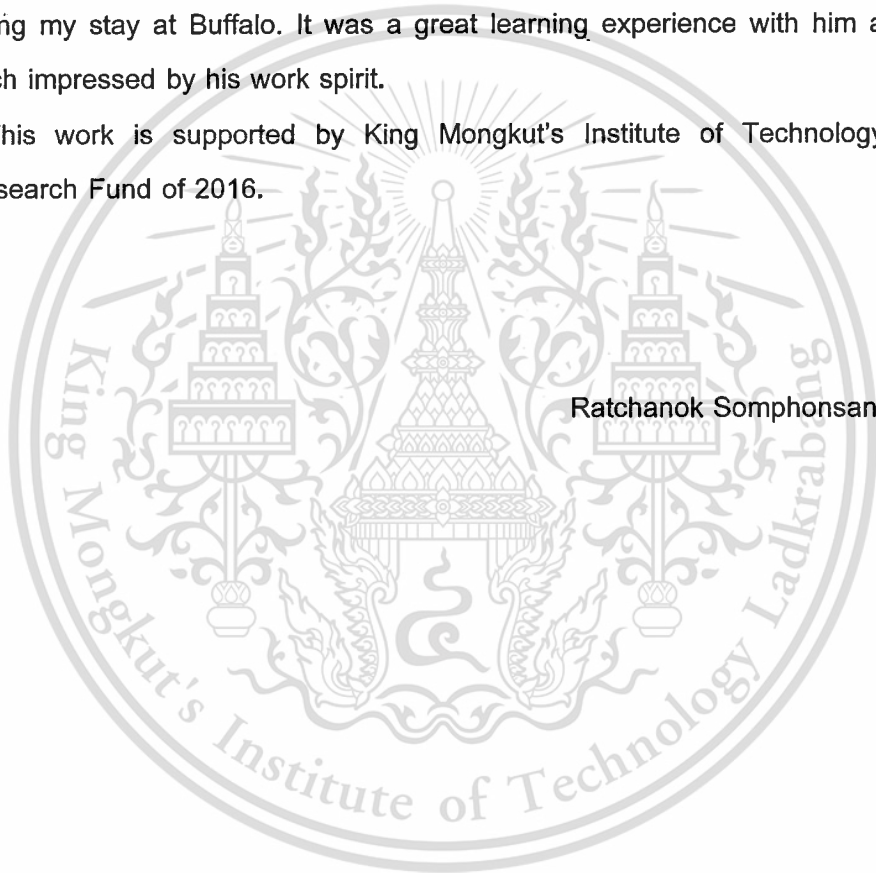 ng my stay at Buffalo. It was a great learning experience with him a
ch impressed by his work spirit.
This work is supported by King Mongkut's Institute of Technology
search Fund of 2016.
Ratchanok Somphonsan
King Mongkut's Institute of Technology Ladkrabang